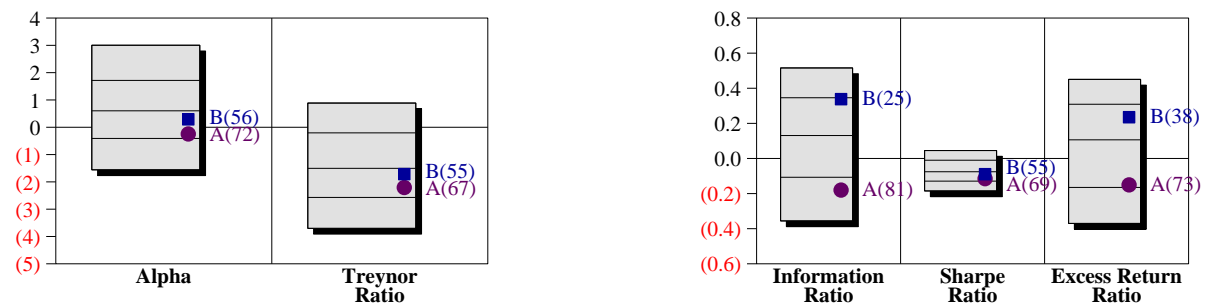 4
3
2
1
0
(1)
(2)
(3)
(4)
(5)
B(56)
A(72)
B(55)
A(67)
Alpha
Treynor
Ratio
0.8
0.6
0.4
0.2
0.0
(0.2)
(0.4)
(0.6)
B(25)
A(81)
B(55)
A(69)
B(38)
A(73)
Information
Ratio
Sharpe
Ratio
Excess Return
Ratio